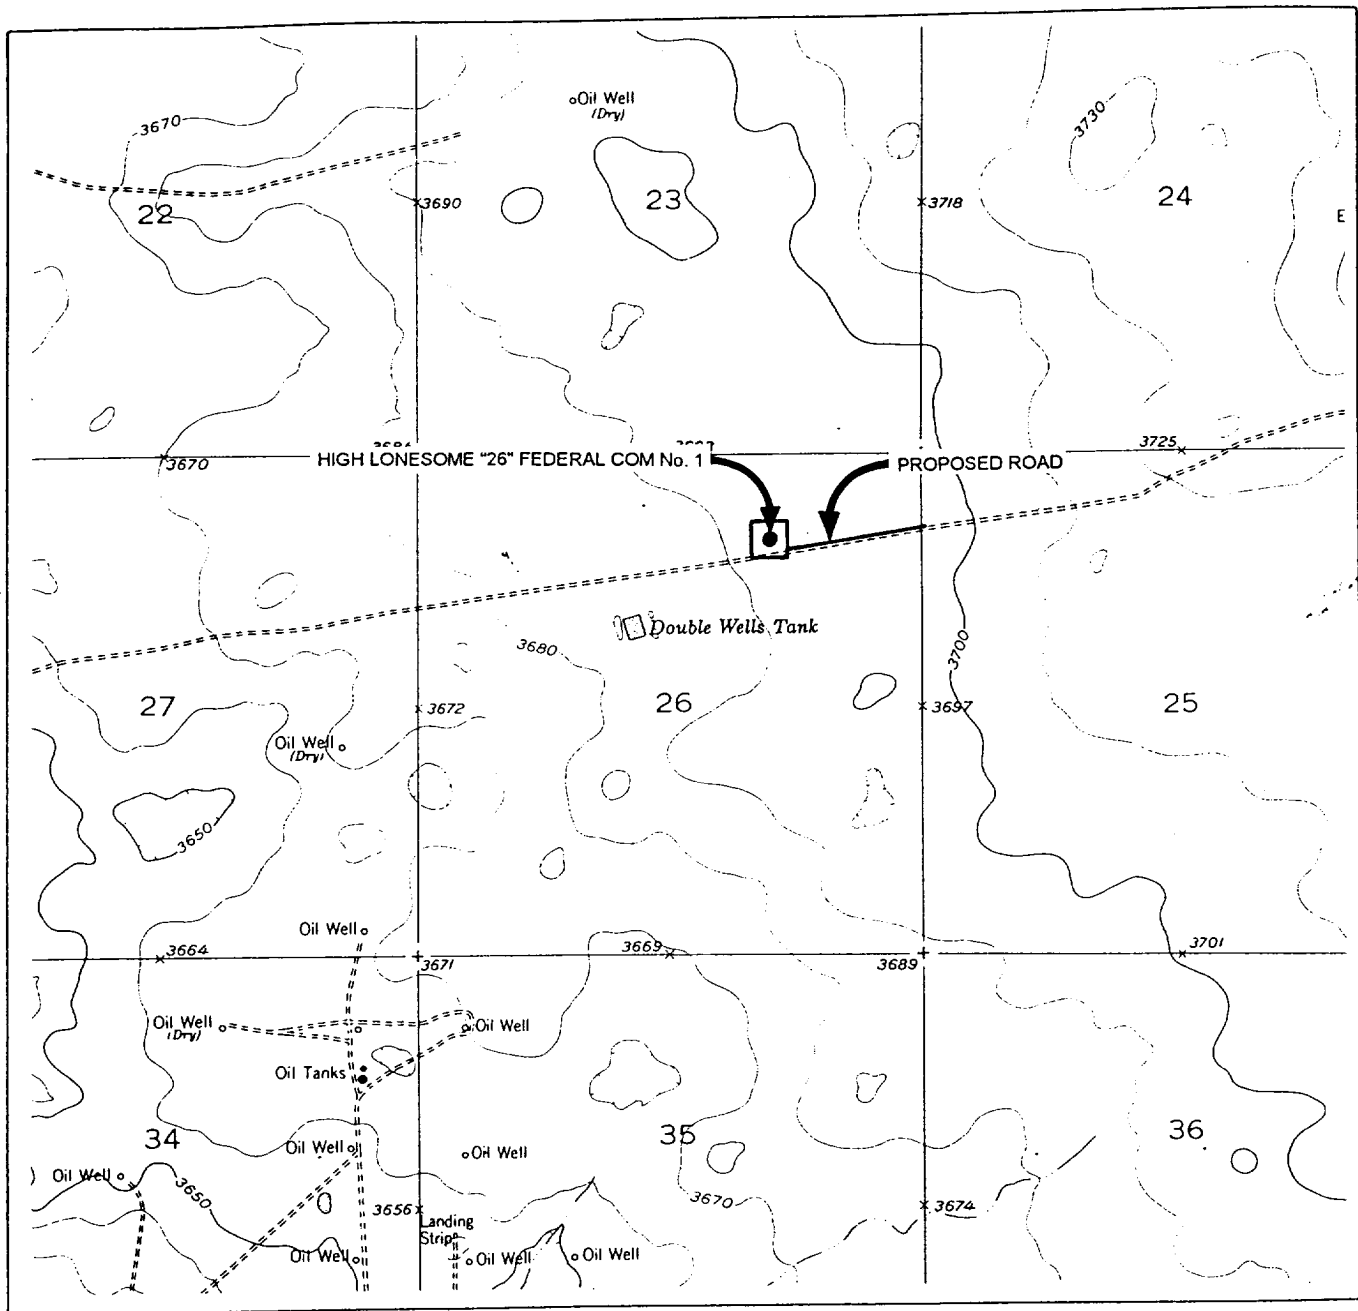 Oil Well
(Dry)
3670
3730
22
3690
23
3718
24
E
3725
3670
HIGH LONESOME "26" FEDERAL COM No. 1
PROPOSED ROAD
Double Wells Tank
3680
3700
27
3672
26
3697
25
Oil Well
(Dry)
3650
Oil Well
3664
3671
3669
3689
3701
Oil Well
(Dry)
Oil Well
Oil Tanks
34
Oil Well
Oil Well
35
36
) Oil Well
3650
3656
Landing
Strip
3670
3674
Oil Well
Oil Well
Oil Well